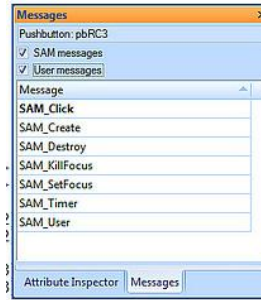 Messages
Pushbutton: pbRC3
SAM messages
User messages
Message
SAM_Click
SAM_Create
SAM_Destroy
SAM_KillFocus
SAM_SetFocus
SAM_Timer
SAM_User
Attribute Inspector Messages